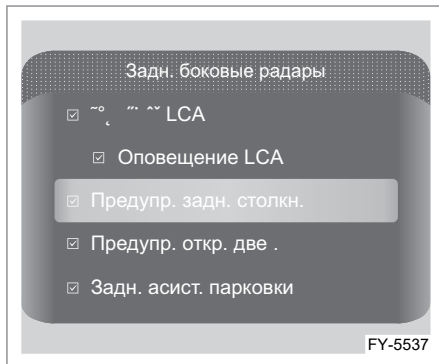 Задн. боковые радары
LCA
Оповещение LCA
Предупр. задн. столкн.
Предупр. откр. две .
Задн. асист. парковки
FY-5537